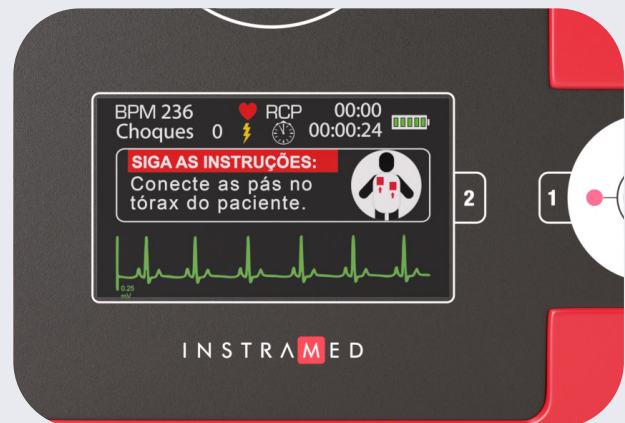 BPM 236 RCP 00:00
Choques 0 00:00:24
SIGA AS INSTRUÇÕES:
Conecte as pás no
tórax do paciente.
0.25
mV
2
1
INSTRAMED